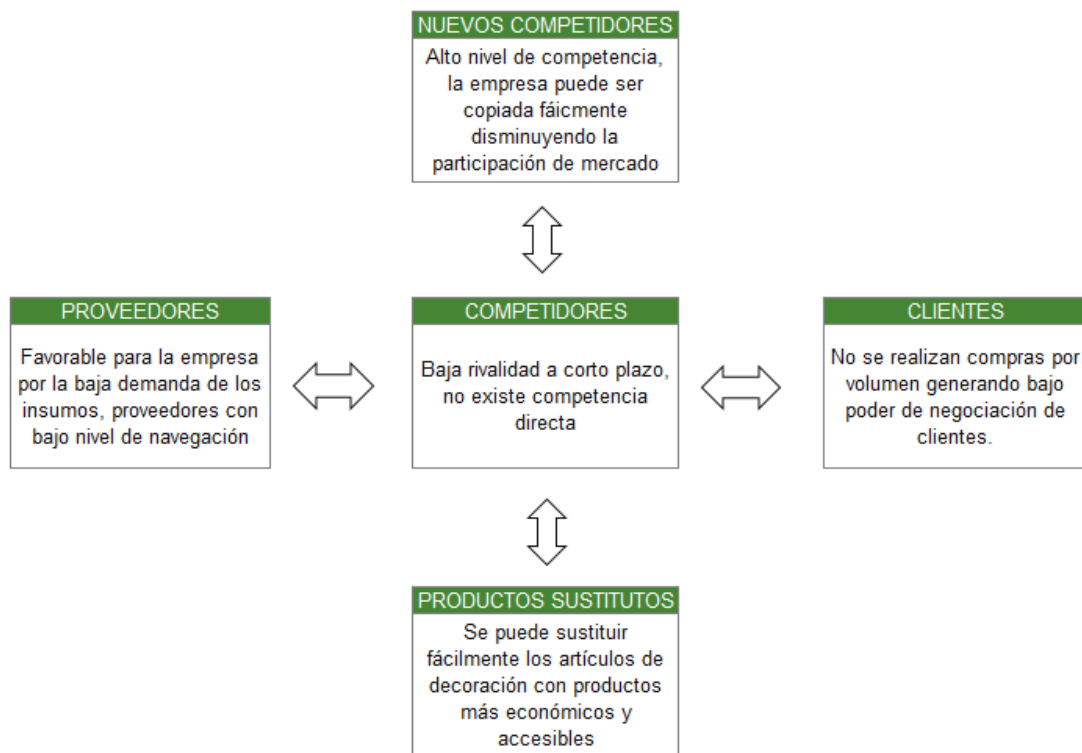 NUEVOS COMPETIDORES
Alto nivel de competencia,
la empresa puede ser
copiada fáicmente
disminuyendo la
participación de mercado
PROVEEDORES
Favorable para la empresa
por la baja demanda de los
insumos, proveedores con
bajo nivel de navegación
COMPETIDORES
Baja rivalidad a corto plazo,
no existe competencia
directa
CLIENTES
No se realizan compras por
volumen generando bajo
poder de negociación de
clientes.
PRODUCTOS SUSTITUTOS
Se puede sustituir
fácilmente los artículos de
decoración con productos
más económicos y
accesibles